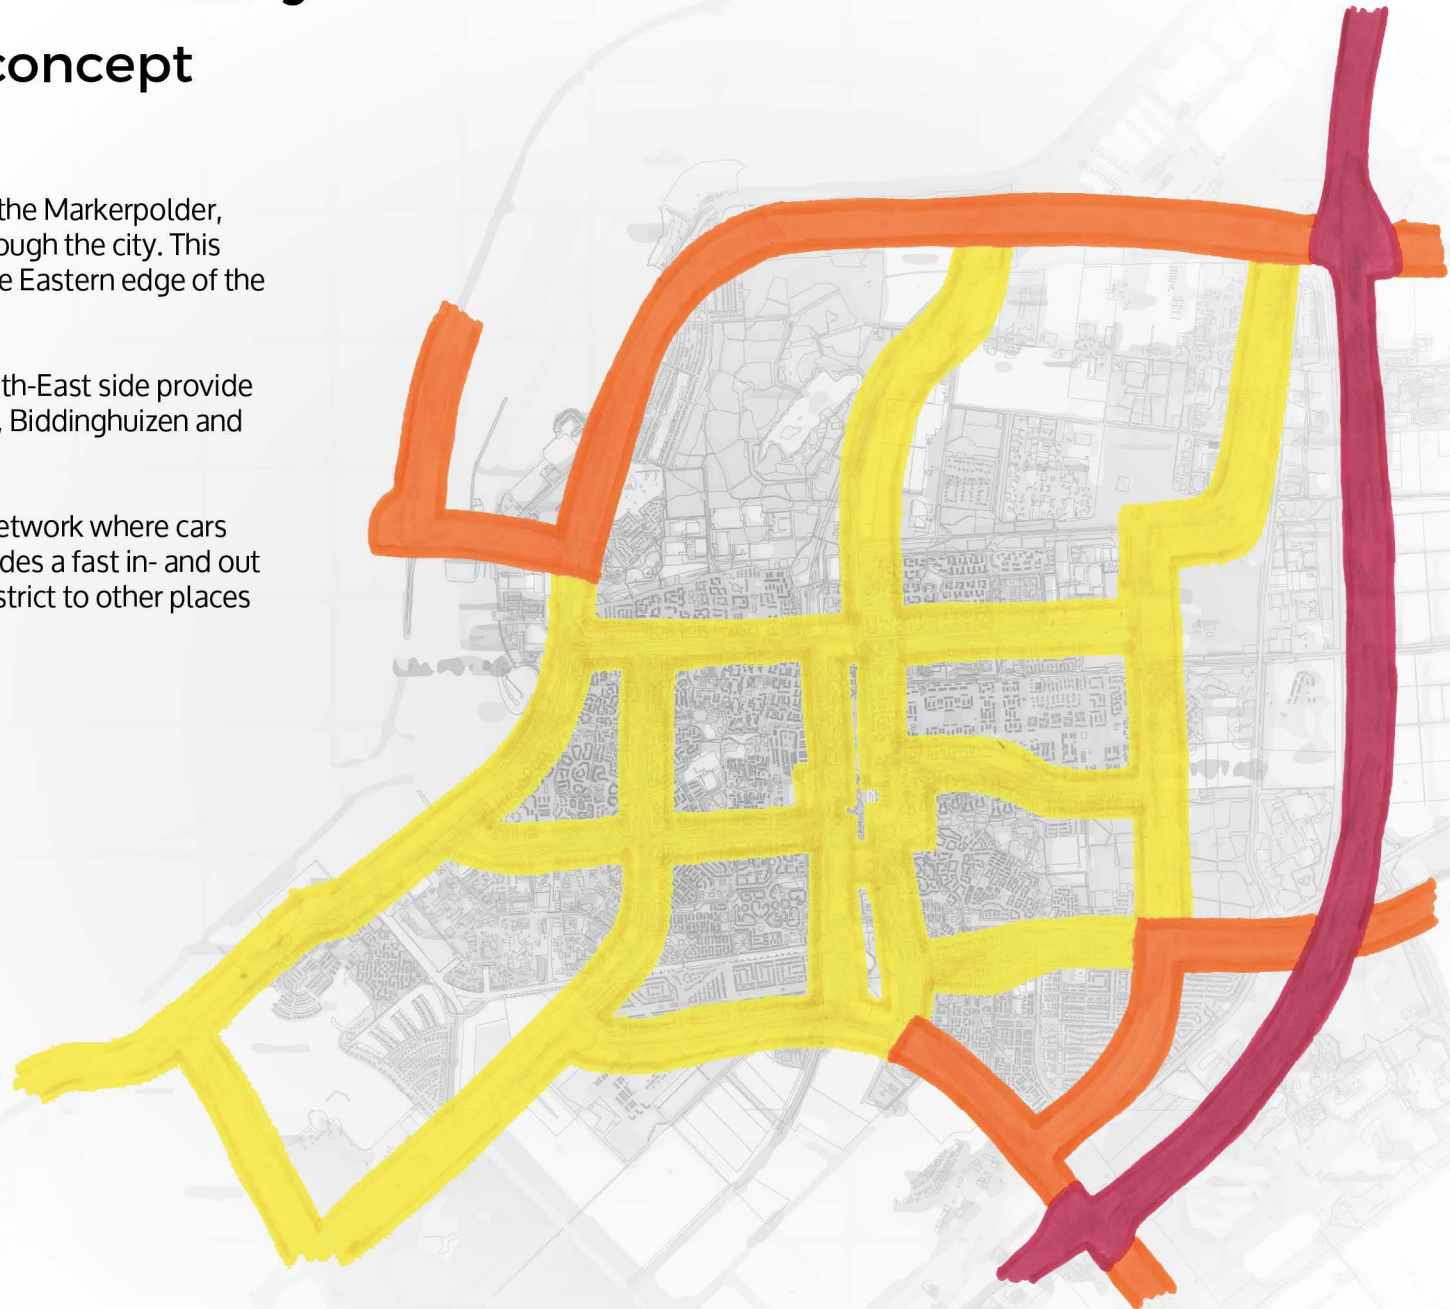 concept
the Markerpolder,
ough the city. This
e Eastern edge of the
th-East side provide
, Biddinghuizen and
etwork where cars
des a fast in- and out
strict to other places